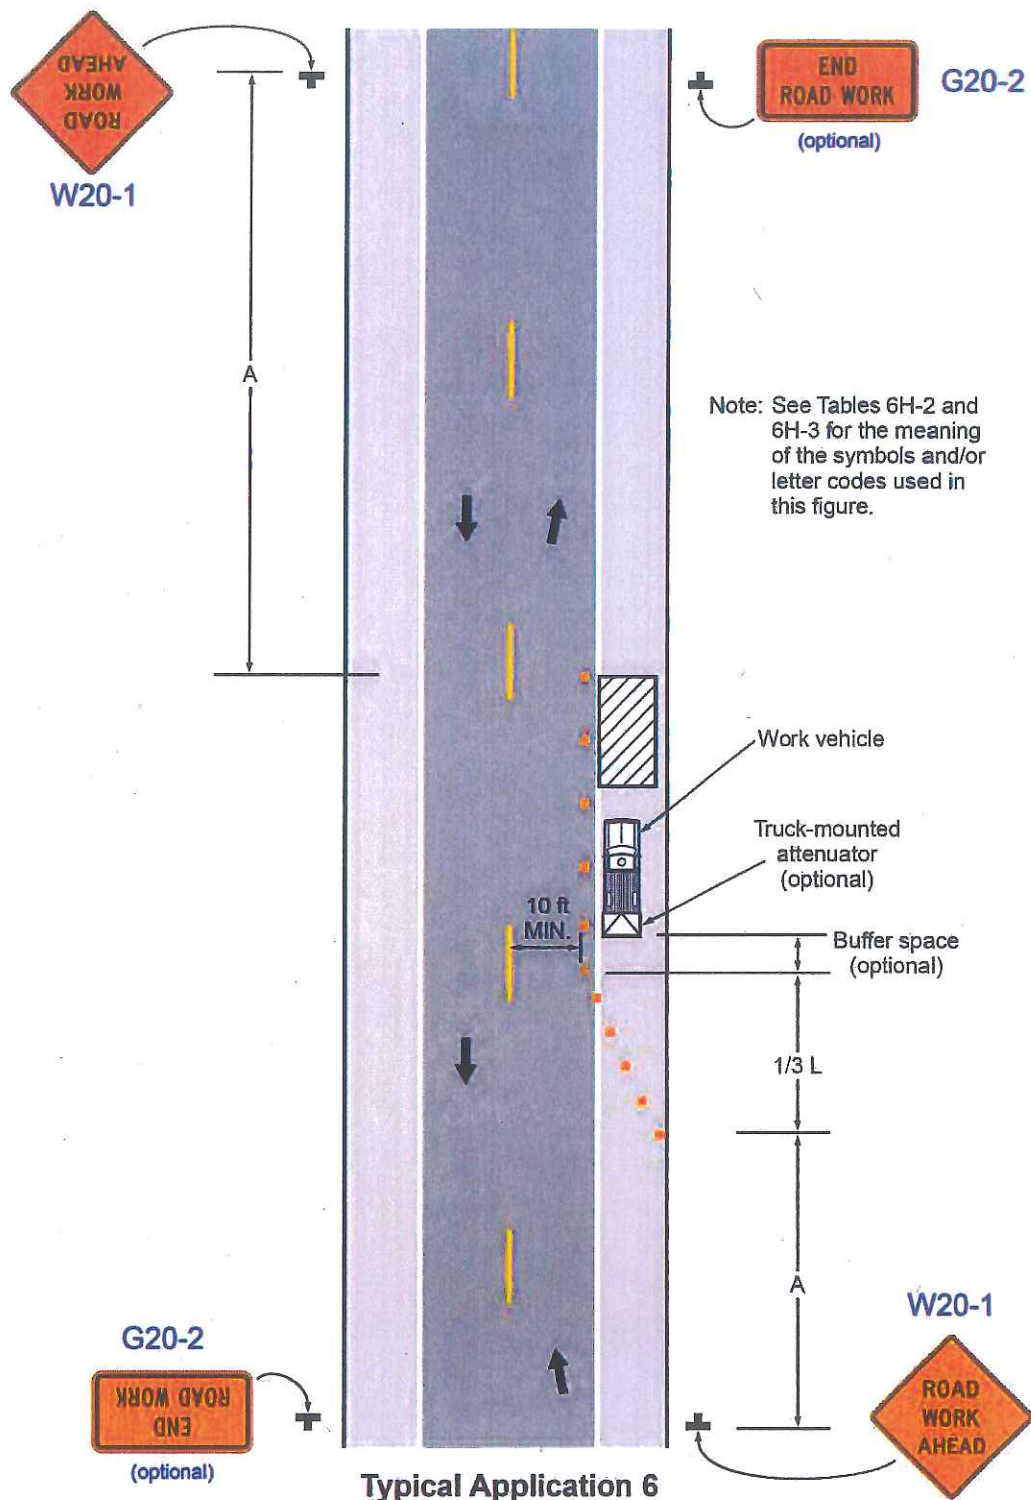 ROAD
WORK
AHEAD
W20-1
END
ROAD WORK
(optional)
G20-2
A
Note: See Tables 6H-2 and
6H-3 for the meaning
of the symbols and/or
letter codes used in
this figure.
Work vehicle
Truck-mounted
attenuator
(optional)
10 ft
MIN.
Buffer space
(optional)
1/3 L
A
W20-1
ROAD
WORK
AHEAD
G20-2
END
ROAD WORK
(optional)
Typical Application 6